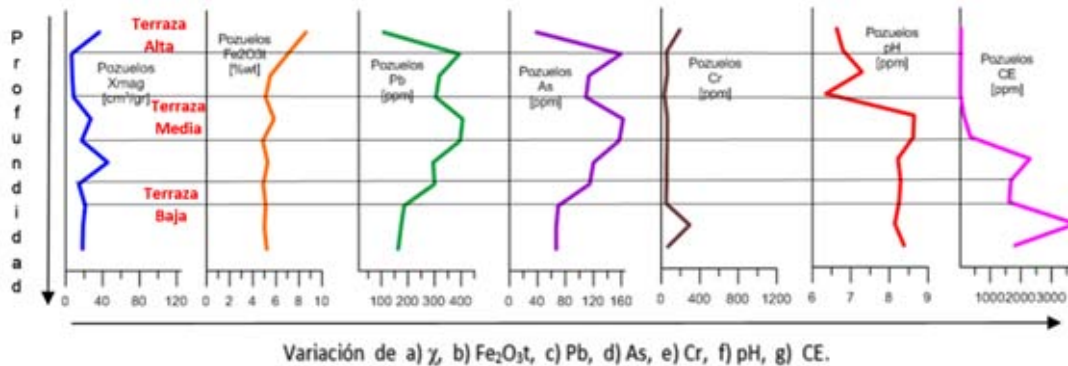 Profundidad
Terraza
Alta
Pozuelos
Xmag
[cm³/gr]
Terraza
Media
Terraza
Baja
Pozuelos
Fe2O3t
[%wt]
Pozuelos
Pb
[ppm]
Pozuelos
As
[ppm]
Pozuelos
Cr
[ppm]
Pozuelos
pH
[ppm]
Pozuelos
CE
[ppm]
0 40 80 120
0 2 4 6 8 10
100 200 300 400
0 40 80 120 160
0 400 800 1200
6 7 8 9
1000 2000 3000
Variación de a) χ, b) Fe₂O₃t, c) Pb, d) As, e) Cr, f) pH, g) CE.